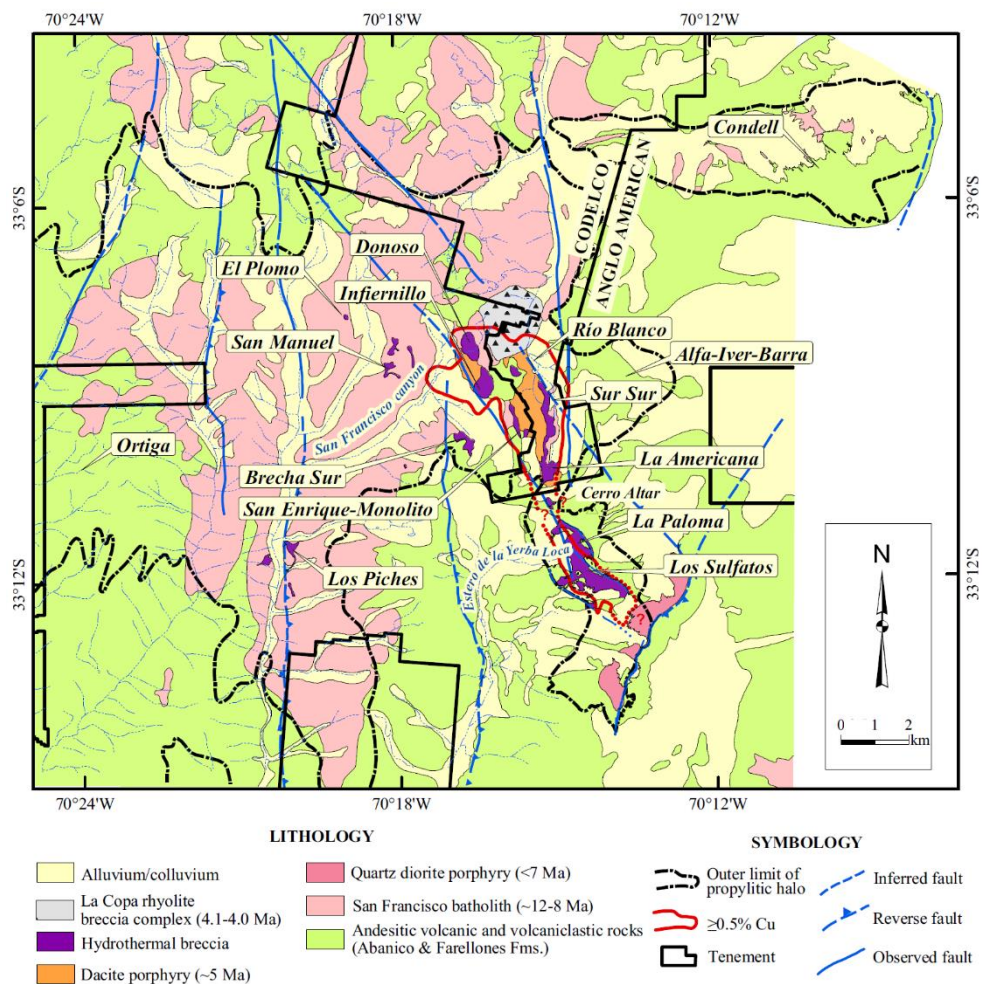 70°24'W
70°18'W
70°12'W
Condell
33°6'S
33°6'S
CODELCO
ANGLO AMERICAN
Donoso
El Plomo
Infiernillo
San Manuel
Río Blanco
Alfa-Iver-Barra
San Francisco canyon
Sur Sur
Ortiga
Brecha Sur
La Americana
San Enrique-Monolito
Cerro Altar
?
La Paloma
Estero de la Yerba Loca
Los Sulfatos
Los Piches
33°12'S
33°12'S
?
N
0 1 2
km
70°24'W
70°18'W
70°12'W
LITHOLOGY
SYMBOLOGY
Alluvium/colluvium
La Copa rhyolite
breccia complex (4.1-4.0 Ma)
Hydrothermal breccia
Dacite porphyry (~5 Ma)
Quartz diorite porphyry (<7 Ma)
San Francisco batholith (~12-8 Ma)
Andesitic volcanic and volcaniclastic rocks
(Abanico & Farellones Fms.)
Outer limit of
propylitic halo
≥0.5% Cu
Tenement
Inferred fault
Reverse fault
Observed fault